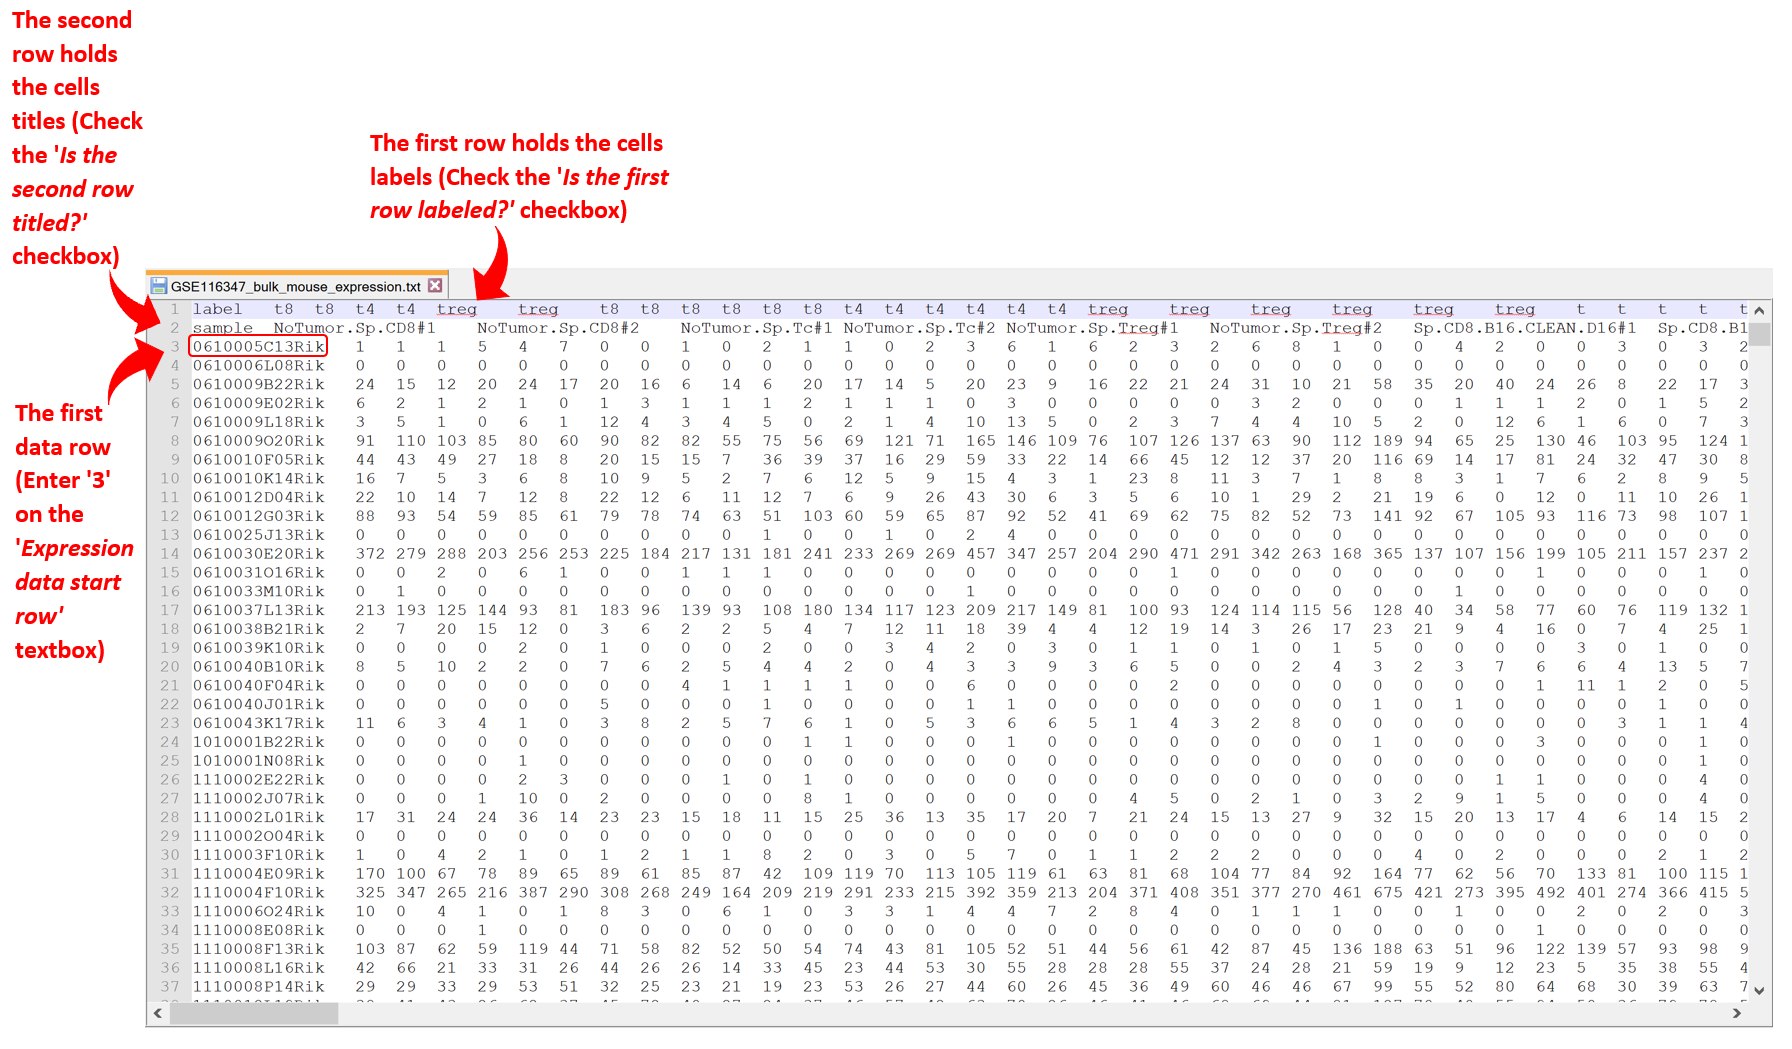 The second
row holds
the cells
titles (Check
the 'Is the
second row
titled?'
checkbox)
The first row holds the cells
labels (Check the 'Is the first
row labeled?' checkbox)
The first
data row
(Enter '3'
on the
'Expression
data start
row'
textbox)
GSE116347_bulk_mouse_expression.txt
1 label t8 t8 t4 t4 treg treg t8 t8 t8 t8 t8 t8 t4 t4 t4 t4 t4 t4 treg treg treg treg treg treg t t t t t
2 sample NoTumor.Sp.CD8#1 NoTumor.Sp.CD8#2 NoTumor.Sp.Tc#1 NoTumor.Sp.Tc#2 NoTumor.Sp.Treg#1 NoTumor.Sp.Treg#2 Sp.CD8.B16.CLEAN.D16#1 Sp.CD8.B1
3 0610005C13Rik 1 1 1 5 4 7 0 0 1 0 2 1 1 0 2 3 6 1 6 2 3 2 6 8 1 0 0 4 2 0 0 3 0 3 2
4 0610006L08Rik 0 0 0 0 0 0 0 0 0 0 0 0 0 0 0 0 0 0 0 0 0 0 0 0 0 0 0 0 0 0 0 0 0 0 0
5 0610009B22Rik 24 15 12 20 24 17 20 16 6 14 6 20 17 14 5 20 23 9 16 22 21 24 31 10 21 58 35 20 40 24 26 8 22 17 3
6 0610009E02Rik 6 2 1 2 1 0 1 3 1 1 1 2 1 1 1 0 3 0 0 0 0 0 3 2 0 0 0 1 1 1 2 0 1 5 2
7 0610009L18Rik 3 5 1 0 6 1 12 4 3 4 5 0 2 1 4 10 13 5 0 2 3 7 4 4 10 5 2 0 12 6 1 6 0 7 3
8 0610009O20Rik 91 110 103 85 80 60 90 82 82 55 75 56 69 121 71 165 146 109 76 107 126 137 63 90 112 189 94 65 25 130 46 103 95 124 1
9 0610010F05Rik 44 43 49 27 18 8 20 15 15 7 36 39 37 16 29 59 33 22 14 66 45 12 12 37 20 116 69 14 17 81 24 32 47 30 8
10 0610010K14Rik 16 7 5 3 6 8 10 9 5 2 7 6 12 5 9 15 4 3 1 23 8 11 3 7 1 8 8 3 1 7 6 2 8 9 5
11 0610012D04Rik 22 10 14 7 12 8 22 12 6 11 12 7 6 9 26 43 30 6 3 5 6 10 1 29 2 21 19 6 0 12 0 11 10 26 1
12 0610012G03Rik 88 93 54 59 85 61 79 78 74 63 51 103 60 59 65 87 92 52 41 69 62 75 82 52 73 141 92 67 105 93 116 73 98 107 1
13 0610025J13Rik 0 0 0 0 0 0 0 0 0 0 1 0 0 1 0 2 4 0 0 0 0 0 0 0 0 0 0 0 0 0 0 0 0 0 0
14 0610030E20Rik 372 279 288 203 256 253 225 184 217 131 181 241 233 269 269 457 347 257 204 290 471 291 342 263 168 365 137 107 156 199 105 211 157 237 2
15 0610031O16Rik 0 0 2 0 6 1 0 0 1 1 1 0 0 0 0 0 0 0 0 0 1 0 0 0 0 0 0 0 0 1 0 0 0 1 0
16 0610033M10Rik 0 1 0 0 0 0 0 0 0 0 0 0 0 0 0 1 0 0 0 0 0 0 0 0 0 0 0 1 0 0 0 0 0 0 0
17 0610037L13Rik 213 193 125 144 93 81 183 96 139 93 108 180 134 117 123 209 217 149 81 100 93 124 114 115 56 128 40 34 58 77 60 76 119 132 1
18 0610038B21Rik 2 7 20 15 12 0 3 6 2 2 5 4 7 12 11 18 39 4 4 12 19 14 3 26 17 23 21 9 4 16 0 7 4 25 1
19 0610039K10Rik 0 0 0 0 2 0 1 0 0 0 2 0 0 3 4 2 0 3 0 1 1 0 1 0 1 5 0 0 0 0 3 0 1 0 0
20 0610040B10Rik 8 5 10 2 2 0 7 6 2 5 4 4 2 0 4 3 3 9 3 6 5 0 0 2 4 3 2 3 7 6 6 4 13 5 7
21 0610040F04Rik 0 0 0 0 0 0 0 0 4 1 1 1 1 0 0 6 0 0 0 0 2 0 0 0 0 0 0 0 0 1 11 1 2 0 5
22 0610040J01Rik 0 0 0 0 0 0 5 0 0 0 1 0 0 0 0 1 1 0 0 0 0 0 0 0 0 1 0 1 0 0 0 0 1 0 0
23 0610043K17Rik 11 6 3 4 1 0 3 8 2 5 7 6 1 0 5 3 6 6 5 1 4 3 2 8 0 0 0 0 0 0 0 3 1 1 4
24 1010001B22Rik 0 0 0 0 0 0 0 0 0 0 0 1 1 0 0 0 1 0 0 0 0 0 0 0 0 1 0 0 0 3 0 0 0 1 0
25 1010001N08Rik 0 0 0 0 1 0 0 0 0 0 0 0 0 0 0 0 0 0 0 0 0 0 0 0 0 0 0 0 0 0 0 0 0 1 0
26 1110002E22Rik 0 0 0 0 2 3 0 0 0 1 0 1 0 0 0 0 0 0 0 0 0 0 0 0 0 0 0 0 1 1 0 0 0 4 0
27 1110002J07Rik 0 0 0 1 10 0 2 0 0 0 0 8 1 0 0 0 0 0 0 4 5 0 2 1 0 3 2 9 1 5 0 0 0 4 0
28 1110002L01Rik 17 31 24 24 36 14 23 23 15 18 11 15 25 36 13 35 17 20 7 21 24 15 13 27 9 32 15 20 13 17 4 6 14 15 2
29 1110002O04Rik 0 0 0 0 0 0 0 0 0 0 0 0 0 0 0 0 0 0 0 0 0 0 0 0 0 0 0 0 0 0 0 0 0 0 0
30 1110003F10Rik 1 0 4 2 1 0 1 2 1 1 8 2 0 3 0 5 7 0 1 1 2 2 2 0 0 0 4 0 2 0 0 0 2 1 2
31 1110004E09Rik 170 100 67 78 89 65 89 61 85 87 42 109 119 70 113 105 119 61 63 81 68 104 77 84 92 164 77 62 56 70 133 81 100 115 1
32 1110004F10Rik 325 347 265 216 387 290 308 268 249 164 209 219 291 233 215 392 359 213 204 371 408 351 377 270 461 675 421 273 395 492 401 274 366 415 5
33 1110006O24Rik 10 0 4 1 0 1 8 3 0 6 1 0 3 3 1 4 4 7 2 8 4 0 1 1 1 0 0 1 0 0 2 0 2 0 3
34 1110008E08Rik 0 0 0 1 0 0 0 0 0 0 0 0 0 0 0 0 0 0 0 0 0 0 0 0 0 0 0 0 0 1 0 0 0 0 0
35 1110008F13Rik 103 87 62 59 119 44 71 58 82 52 50 54 74 43 81 105 52 51 44 56 61 42 87 45 136 188 63 51 96 122 139 57 93 98 9
36 1110008L16Rik 42 66 21 33 31 26 44 26 26 14 33 45 23 44 53 30 55 28 28 28 55 37 24 28 21 59 19 9 12 23 5 35 38 55 4
37 1110008P14Rik 29 29 33 29 53 51 32 25 23 21 19 23 53 26 27 44 60 26 45 36 49 60 46 46 67 99 55 52 80 64 68 30 39 63 7